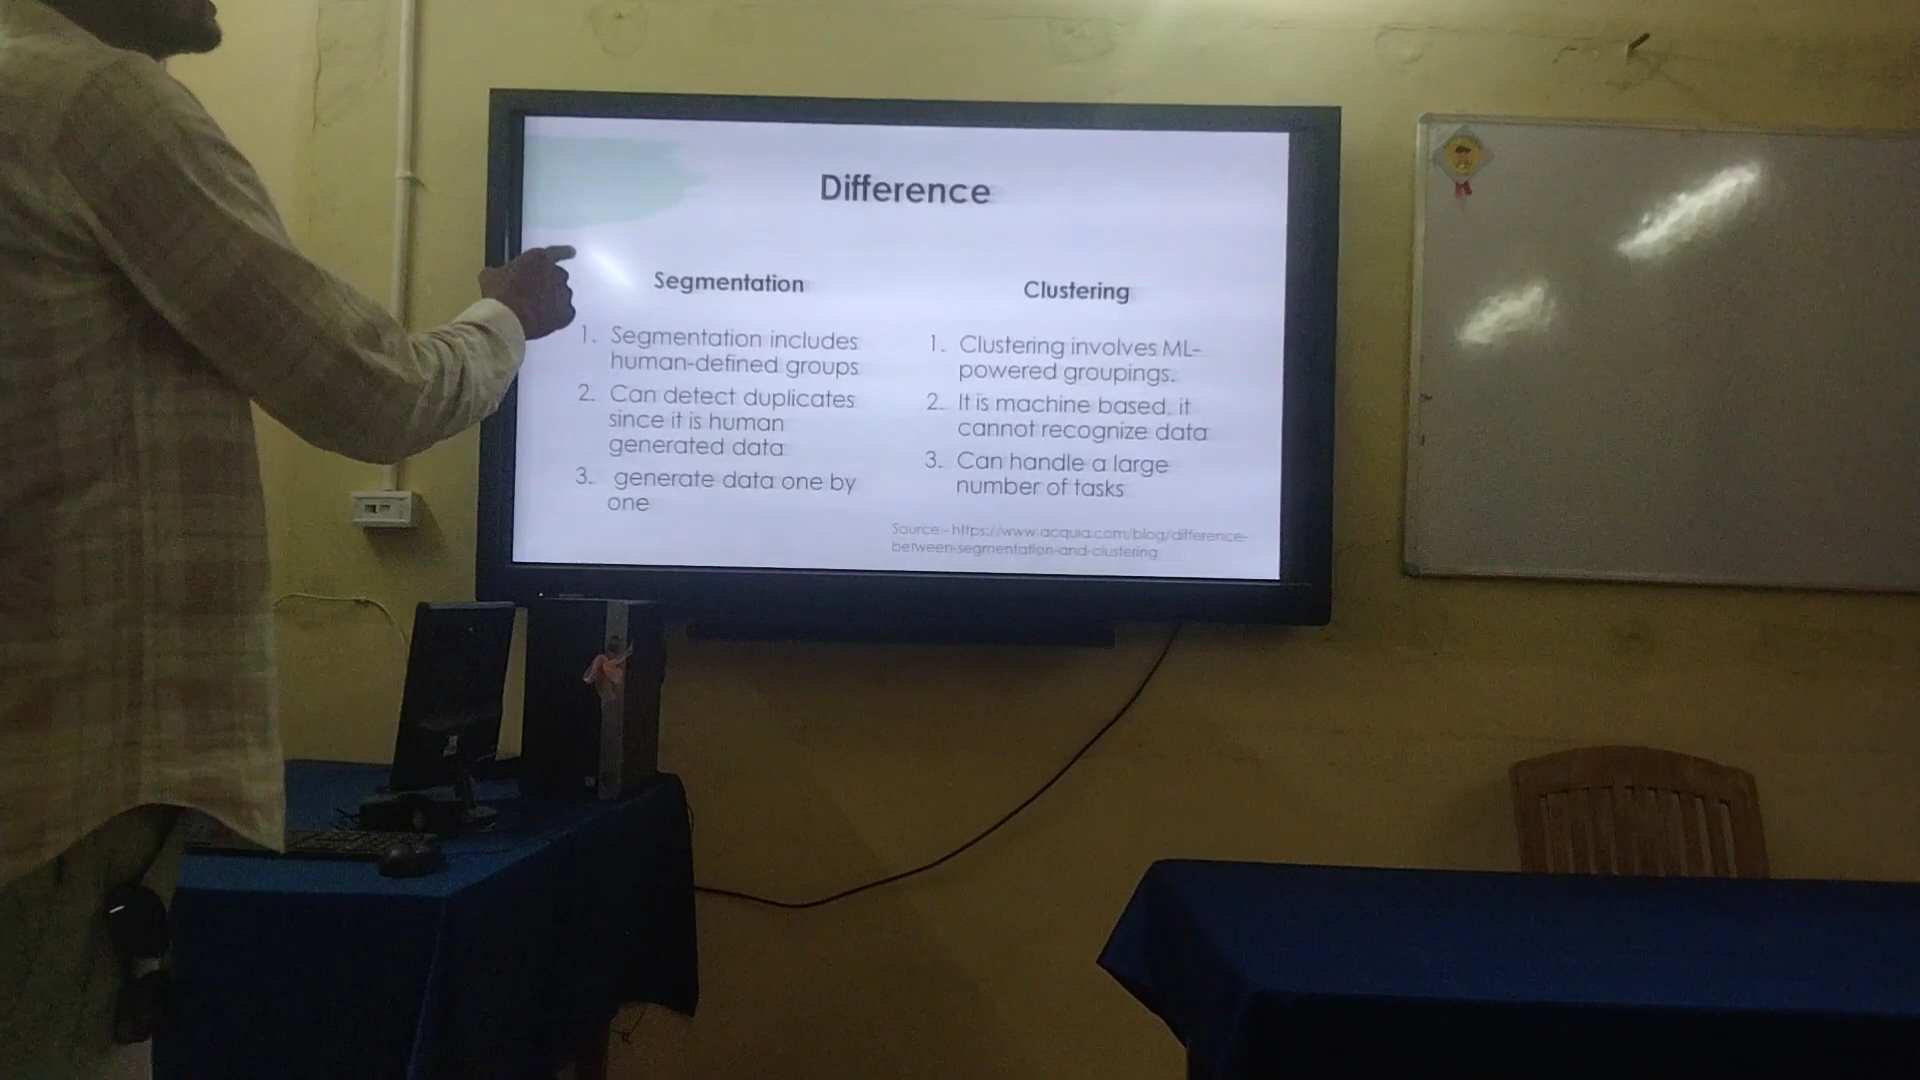 Difference
Segmentation
1. Segmentation includes
human-defined groups
2. Can detect duplicates
since it is human
generated data
3. generate data one by
one
Clustering
1. Clustering involves ML-
powered groupings.
2. It is machine based, it
cannot recognize data
3. Can handle a large
number of tasks
Source - https://www.acquia.com/blog/difference-
between-segmentation-and-clustering